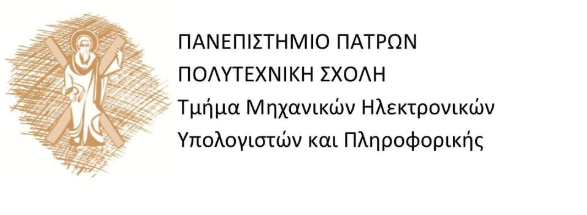 ΠΑΝΕΠΙΣΤΗΜΙΟ ΠΑΤΡΩΝ
ΠΟΛΥΤΕΧΝΙΚΗ ΣΧΟΛΗ
Τμήμα Μηχανικών Ηλεκτρονικών
Υπολογιστών και Πληροφορικής